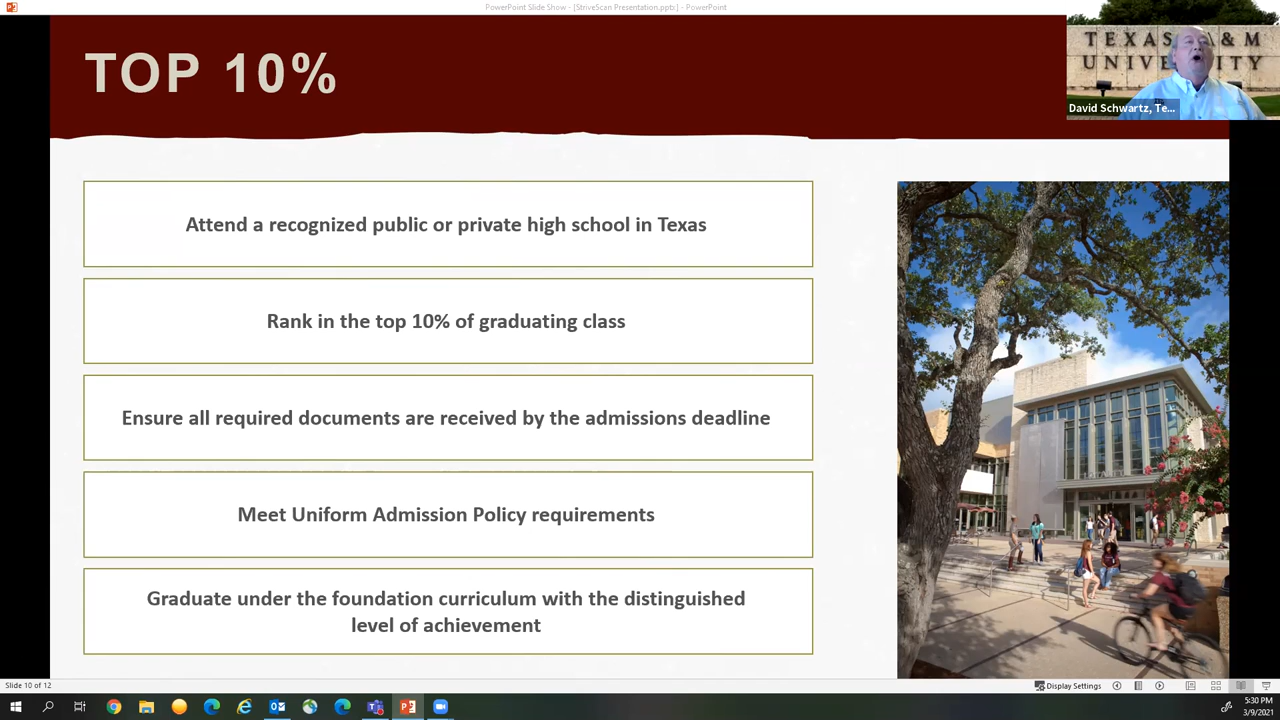 PowerPoint Slide Show - [StriveScan Presentation.pptx] - PowerPoint
TOP 10%
TEXAS A&M
UNIVERSITY
David Schwartz, Te...
Attend a recognized public or private high school in Texas
Rank in the top 10% of graduating class
Ensure all required documents are received by the admissions deadline
Meet Uniform Admission Policy requirements
Graduate under the foundation curriculum with the distinguished
level of achievement
Slide 10 of 12
Display Settings
5:30 PM
3/9/2021